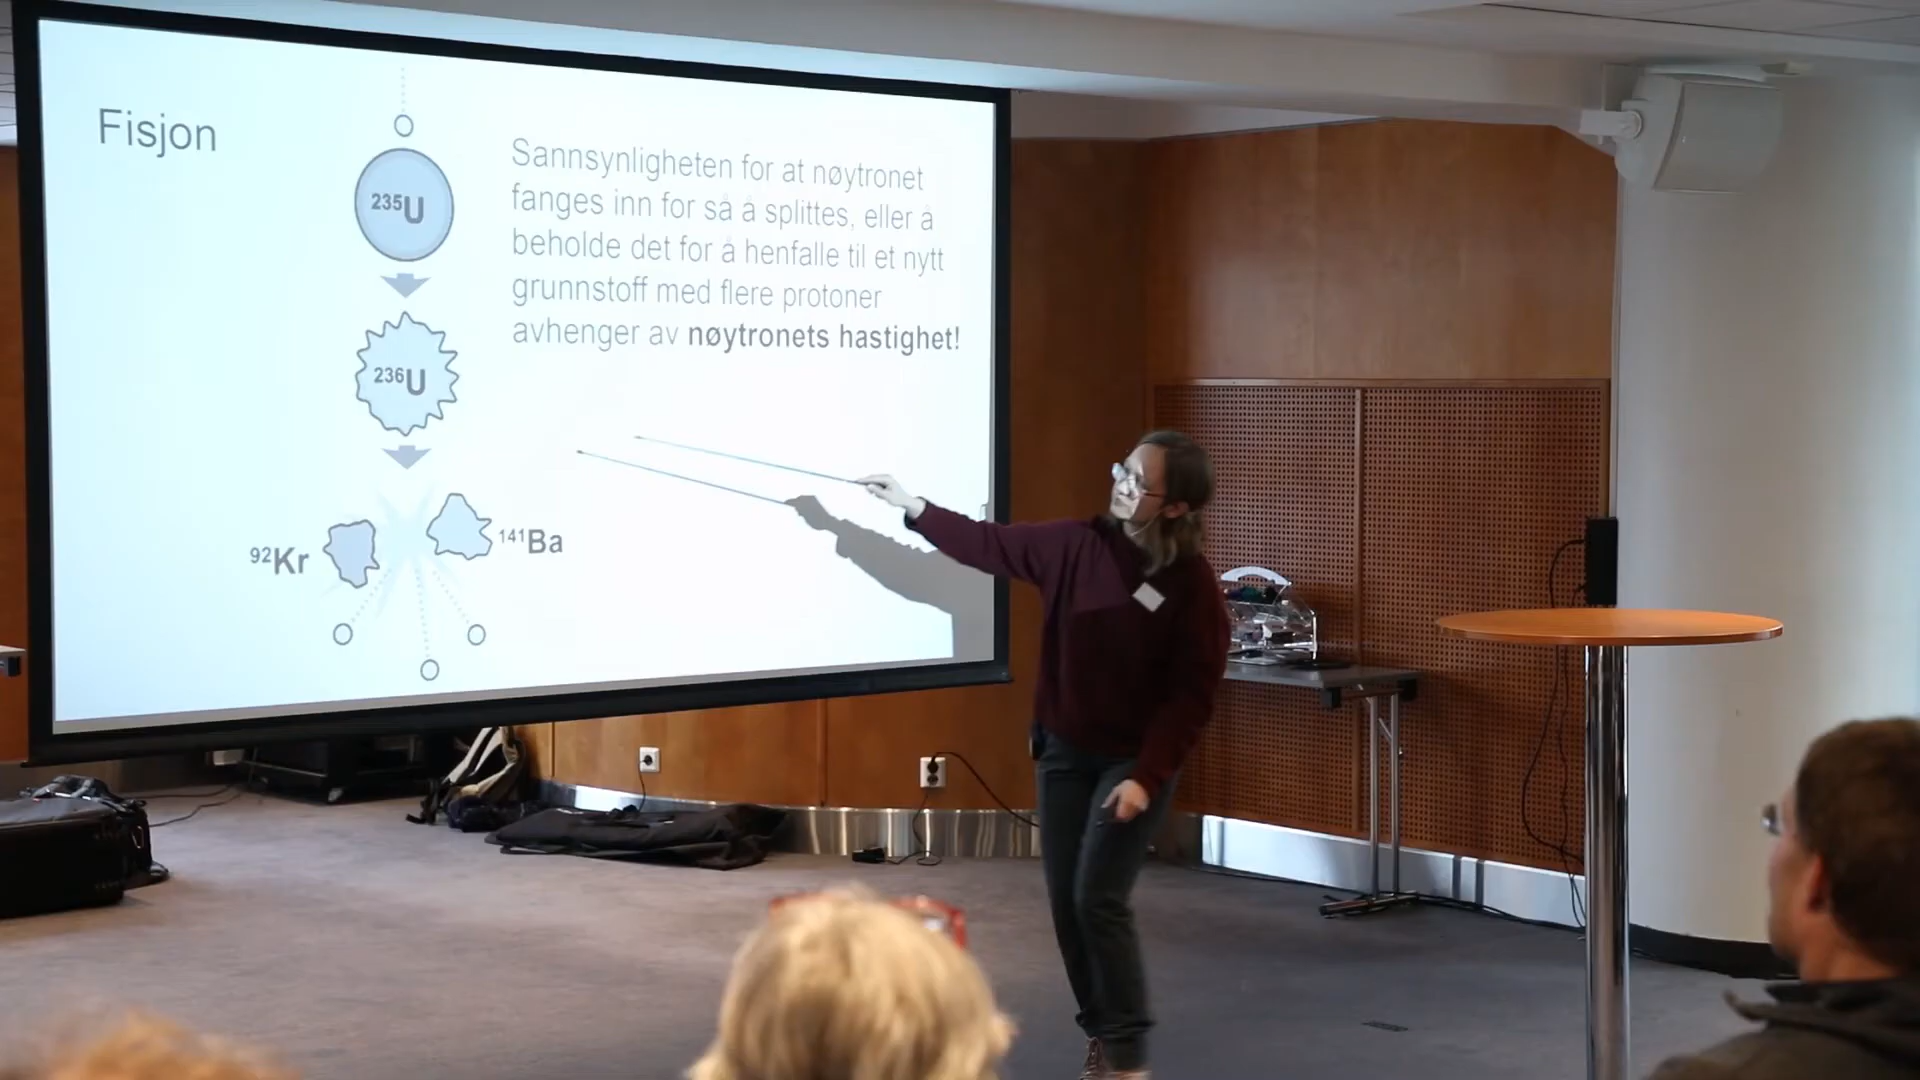 Fisjon
²³⁵U
²³⁶U
⁹²Kr
¹⁴¹Ba
Sannsynligheten for at nøytronet
fanges inn for så å splittes, eller å
beholde det for å henfalle til et nytt
grunnstoff med flere protoner
avhenger av nøytronets hastighet!